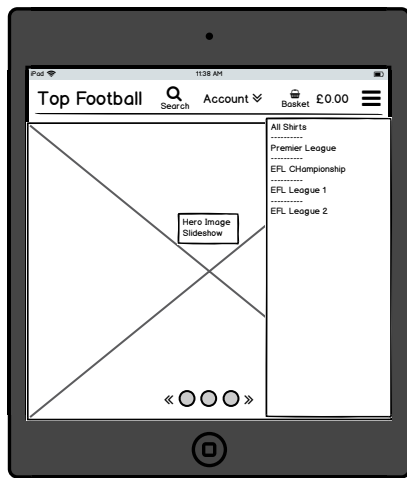 iPad
11:38 AM
Top Football
Search
Account
Basket
£0.00
All Shirts
----------
Premier League
----------
EFL CHampionship
----------
EFL League 1
----------
EFL League 2
Hero Image
Slideshow
« »